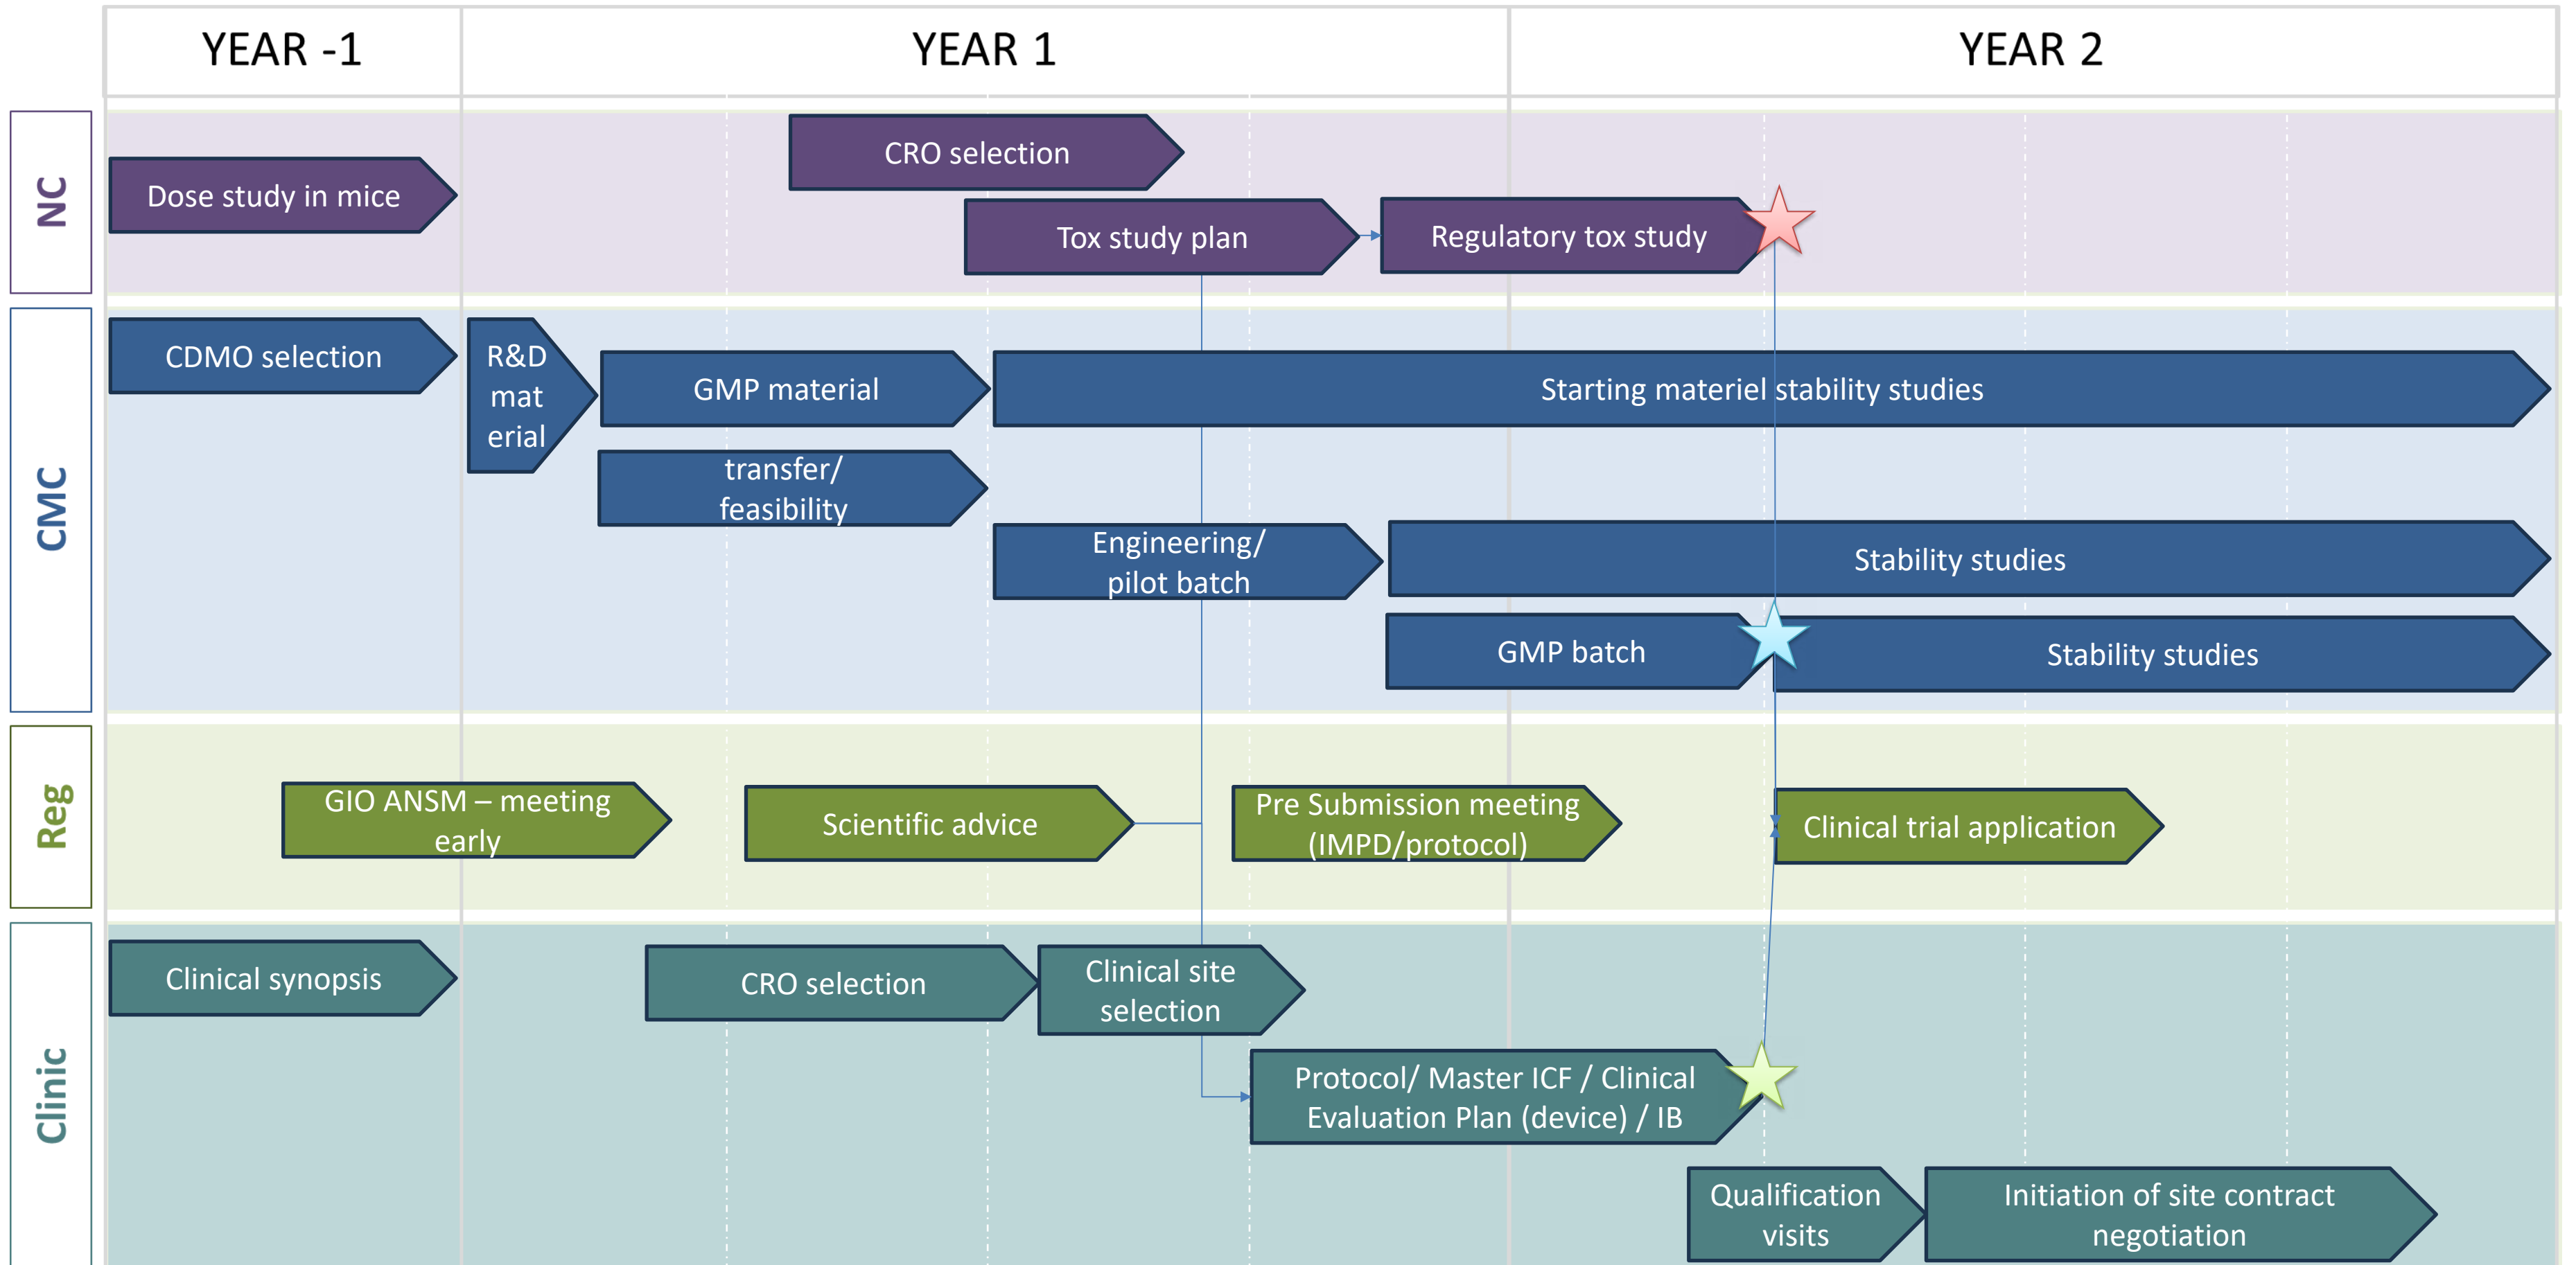 YEAR -1
YEAR 1
YEAR 2
NC
CRO selection
Dose study in mice
Tox study plan
Regulatory tox study
CMC
CDMO selection
R&D
mat
erial
GMP material
Starting materiel stability studies
transfer/
feasibility
Engineering/
pilot batch
Stability studies
GMP batch
Stability studies
Reg
GIO ANSM – meeting
early
Scientific advice
Pre Submission meeting
(IMPD/protocol)
Clinical trial application
Clinic
Clinical synopsis
CRO selection
Clinical site
selection
Protocol/ Master ICF / Clinical
Evaluation Plan (device) / IB
Qualification
visits
Initiation of site contract
negotiation